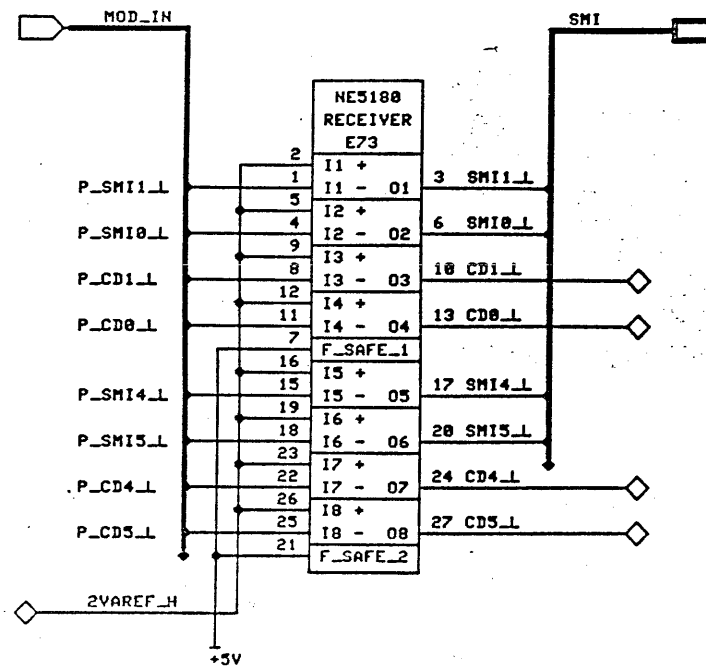 MOD_IN SMI
NE5180
RECEIVER
E73
2 I1 +
P_SMI1_L 1 I1 - O1 3 SMI1_L
5 I2 +
P_SMI0_L 4 I2 - O2 6 SMI0_L
9 I3 +
P_CD1_L 8 I3 - O3 10 CD1_L
12 I4 +
P_CD0_L 11 I4 - O4 13 CD0_L
7 F_SAFE_1
16 I5 +
P_SMI4_L 15 I5 - O5 17 SMI4_L
19 I6 +
P_SMI5_L 18 I6 - O6 20 SMI5_L
23 I7 +
P_CD4_L 22 I7 - O7 24 CD4_L
26 I8 +
P_CD5_L 25 I8 - O8 27 CD5_L
21 F_SAFE_2
2VAREF_H
+5V